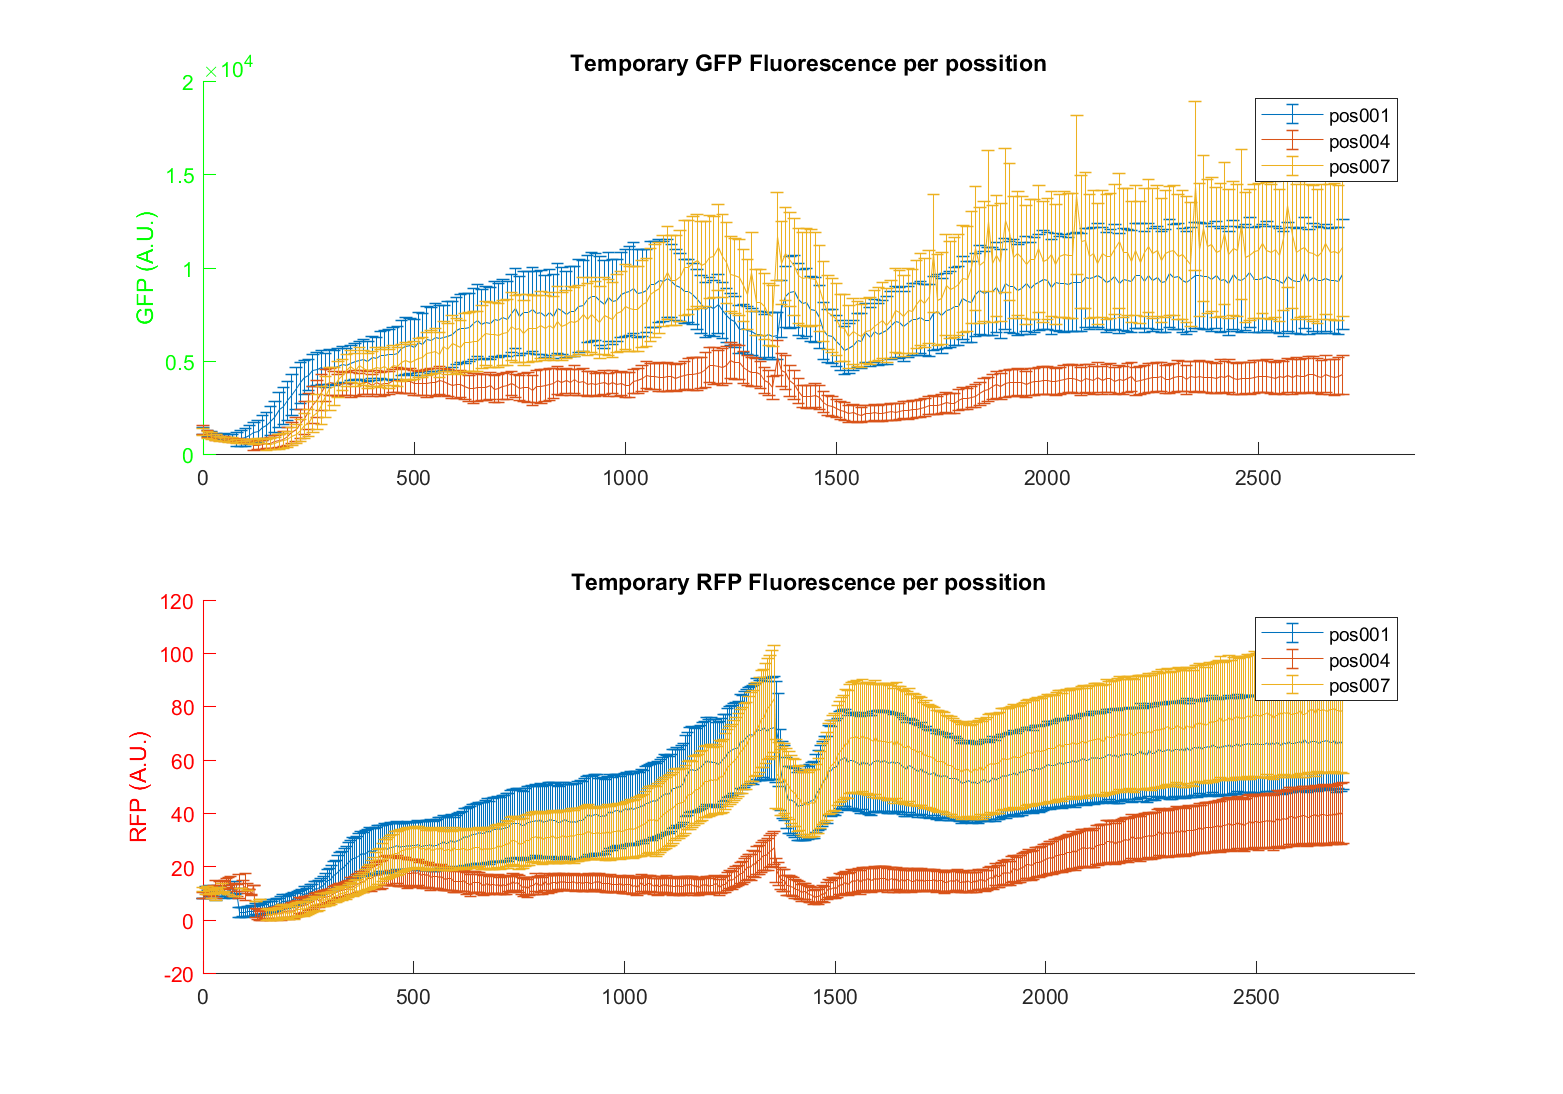 Temporary GFP Fluorescence per possition
×10^4
2
1.5
1
0.5
0
GFP (A.U.)
pos001
pos004
pos007
0 500 1000 1500 2000 2500
Temporary RFP Fluorescence per possition
120
100
80
60
40
20
0
-20
RFP (A.U.)
pos001
pos004
pos007
0 500 1000 1500 2000 2500